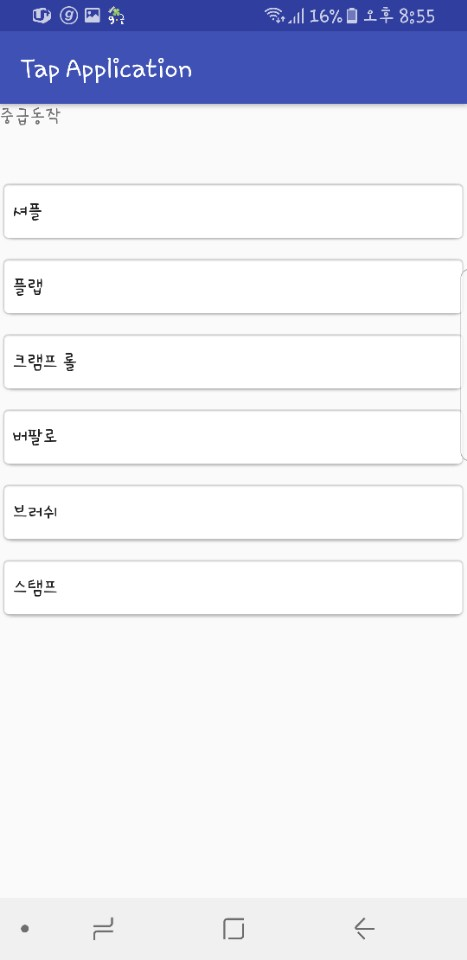 16% 오후 8:55
Tap Application
중급동작
셔플
플랩
크램프 롤
버팔로
브러쉬
스탬프